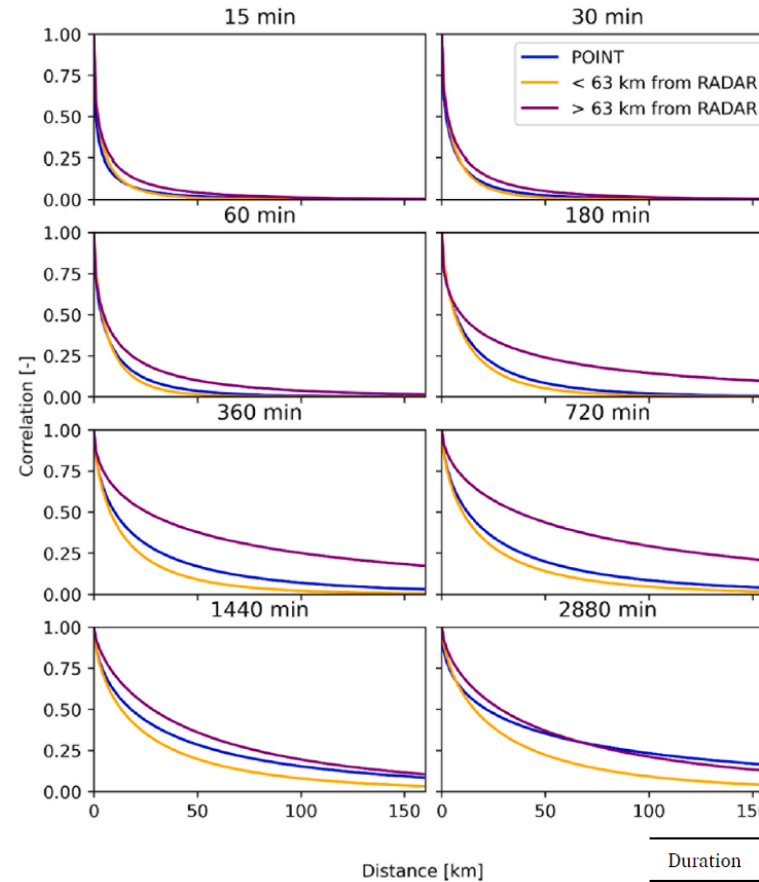 15 min
30 min
1.00
0.75
0.50
0.25
0.00
POINT
< 63 km from RADAR
> 63 km from RADAR
0
50
100
150
0
50
100
150
60 min
180 min
1.00
0.75
0.50
0.25
0.00
Correlation [-]
360 min
720 min
1.00
0.75
0.50
0.25
0.00
1440 min
2880 min
1.00
0.75
0.50
0.25
0.00
Distance [km]
Duration